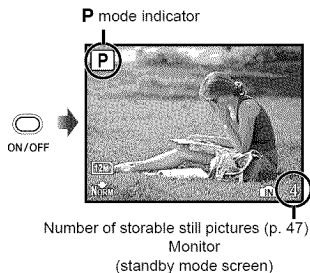 P mode indicator
P
ON/OFF
12M
NORM
IN 4
Number of storable still pictures (p. 47)
Monitor
(standby mode screen)